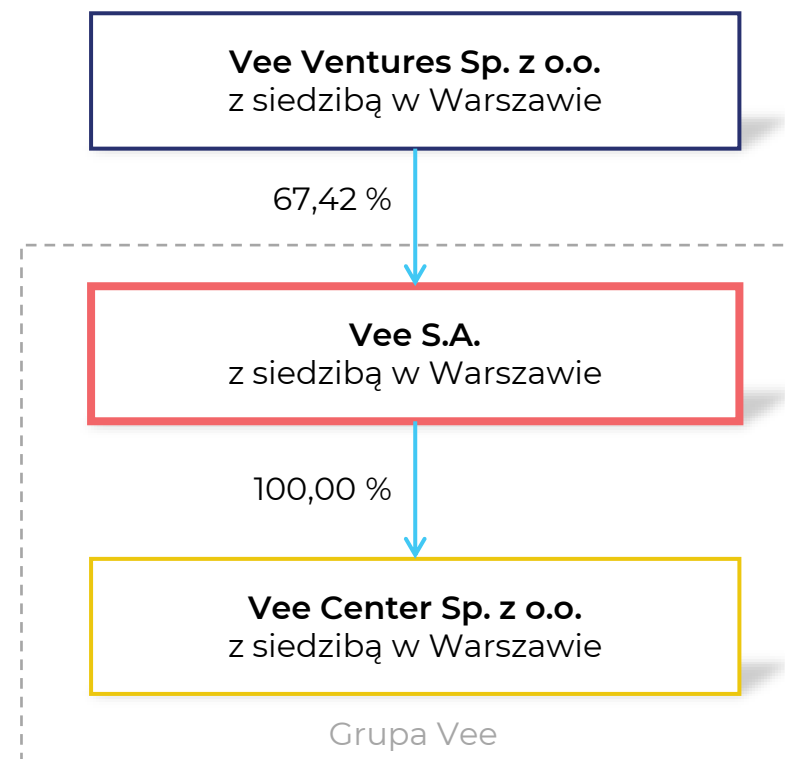 Vee Ventures Sp. z o.o.
z siedzibą w Warszawie
67,42 %
Vee S.A.
z siedzibą w Warszawie
100,00 %
Vee Center Sp. z o.o.
z siedzibą w Warszawie
Grupa Vee